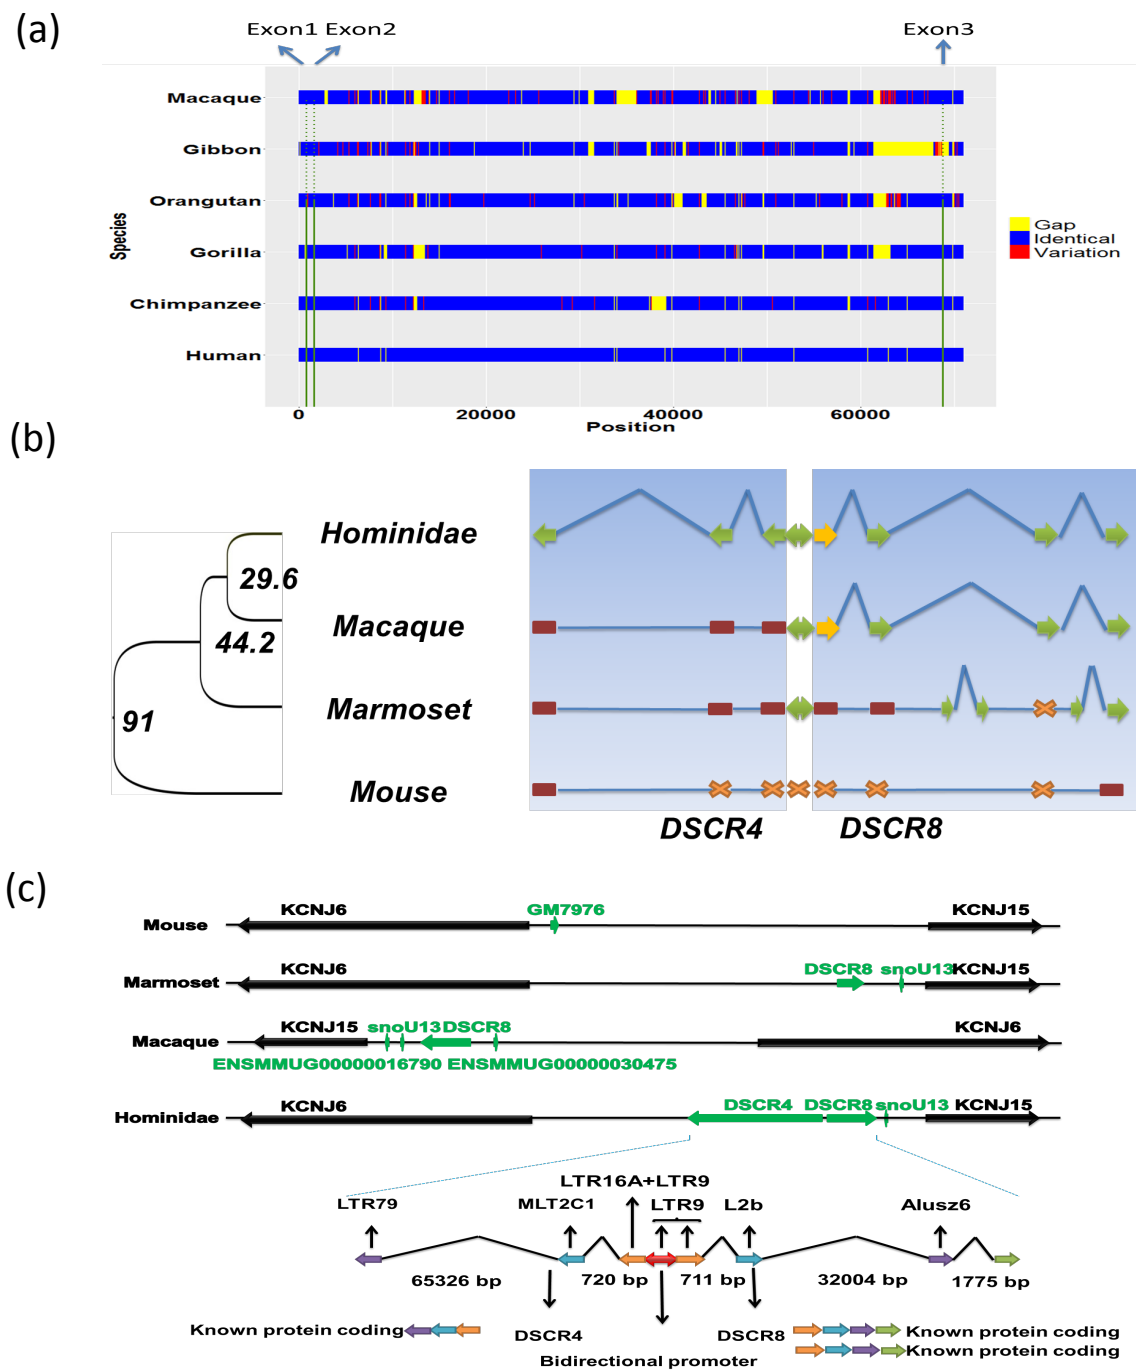 (a)
Exon1 Exon2 Exon3
Macaque
Gibbon
Orangutan
Gorilla
Chimpanzee
Human
Species
Gap
Identical
Variation
0 20000 40000 60000
Position
(b)
Hominidae
29.6
Macaque
44.2
Marmoset
91
Mouse
DSCR4 DSCR8
(c)
KCNJ6 GM7976 KCNJ15
Mouse
KCNJ6 DSCR8 snoU13 KCNJ15
Marmoset
KCNJ15 snoU13 DSCR8 KCNJ6
Macaque
ENSMMUG00000016790 ENSMMUG00000030475
KCNJ6 DSCR4 DSCR8 snoU13 KCNJ15
Hominidae
LTR16A+LTR9
LTR79 MLT2C1 LTR9 L2b Alusz6
65326 bp 720 bp 711 bp 32004 bp 1775 bp
Known protein coding DSCR4 DSCR8 Known protein coding
Bidirectional promoter Known protein coding